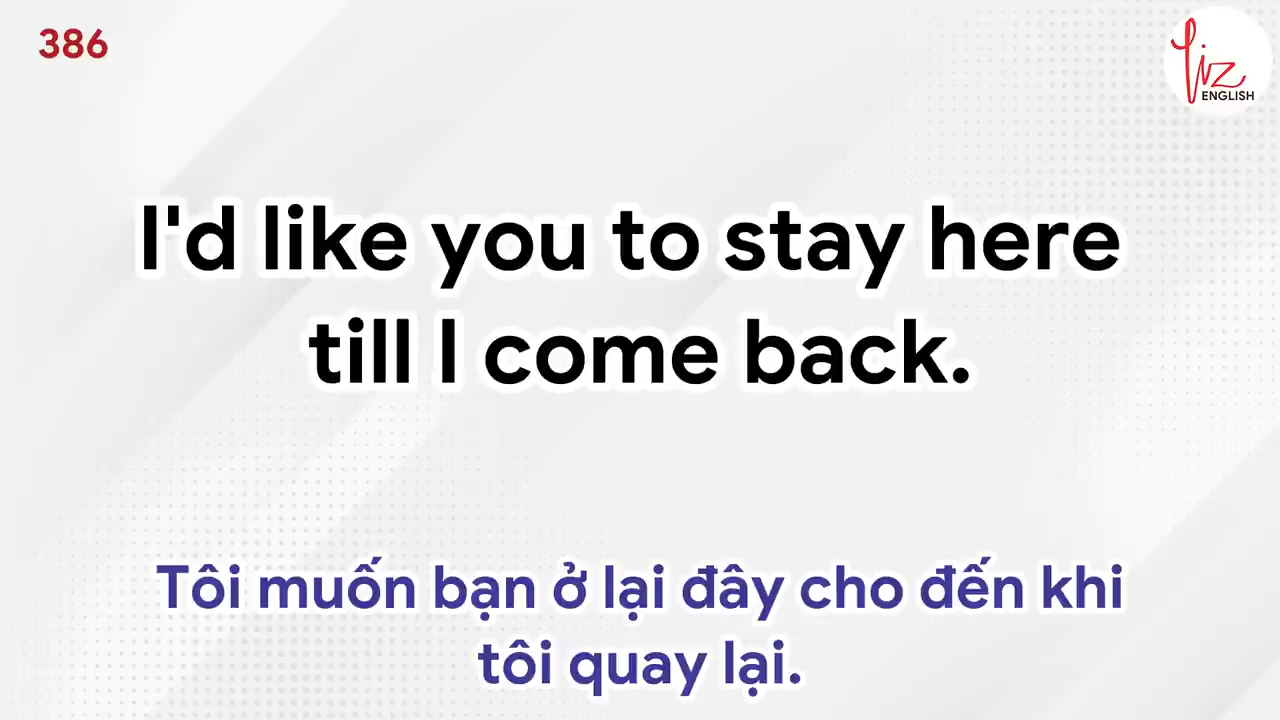 386
Liz
ENGLISH
I'd like you to stay here
till I come back.
Tôi muốn bạn ở lại đây cho đến khi
tôi quay lại.